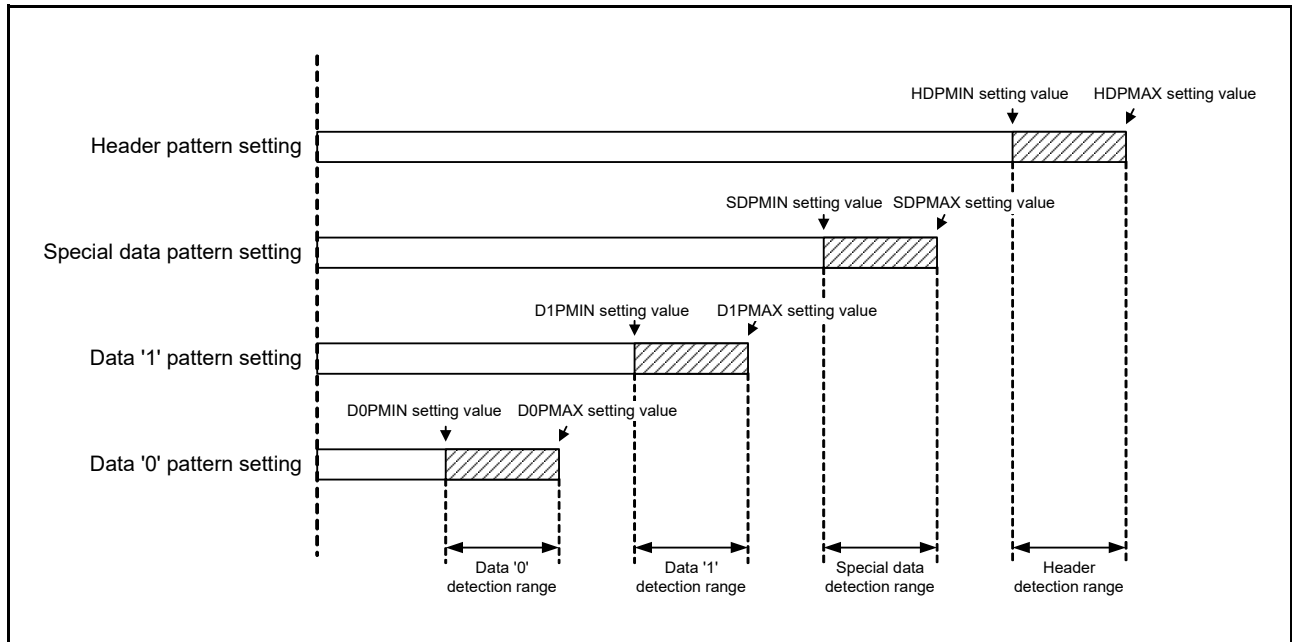 HDPMIN setting value HDPMAX setting value
Header pattern setting
SDPMIN setting value SDPMAX setting value
Special data pattern setting
D1PMIN setting value D1PMAX setting value
Data '1' pattern setting
D0PMIN setting value D0PMAX setting value
Data '0' pattern setting
Data '0'
detection range
Data '1'
detection range
Special data
detection range
Header
detection range